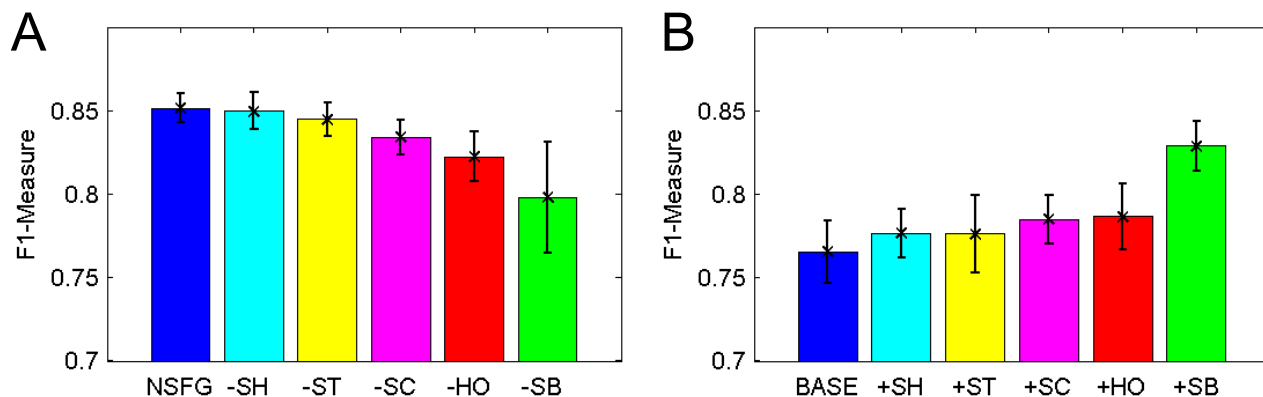 A
F1-Measure
0.85
0.8
0.75
0.7
NSFG -SH -ST -SC -HO -SB
B
F1-Measure
0.85
0.8
0.75
0.7
BASE +SH +ST +SC +HO +SB